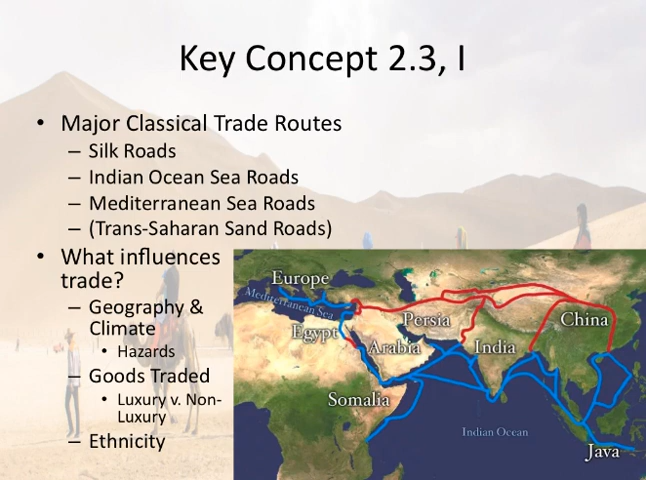 Key Concept 2.3, I
• Major Classical Trade Routes
– Silk Roads
– Indian Ocean Sea Roads
– Mediterranean Sea Roads
– (Trans-Saharan Sand Roads)
• What influences
trade?
– Geography &
Climate
• Hazards
– Goods Traded
• Luxury v. Non-
Luxury
– Ethnicity
Europe
Mediterranean Sea
Egypt
Persia
China
Arabia
India
Somalia
Indian Ocean
Java